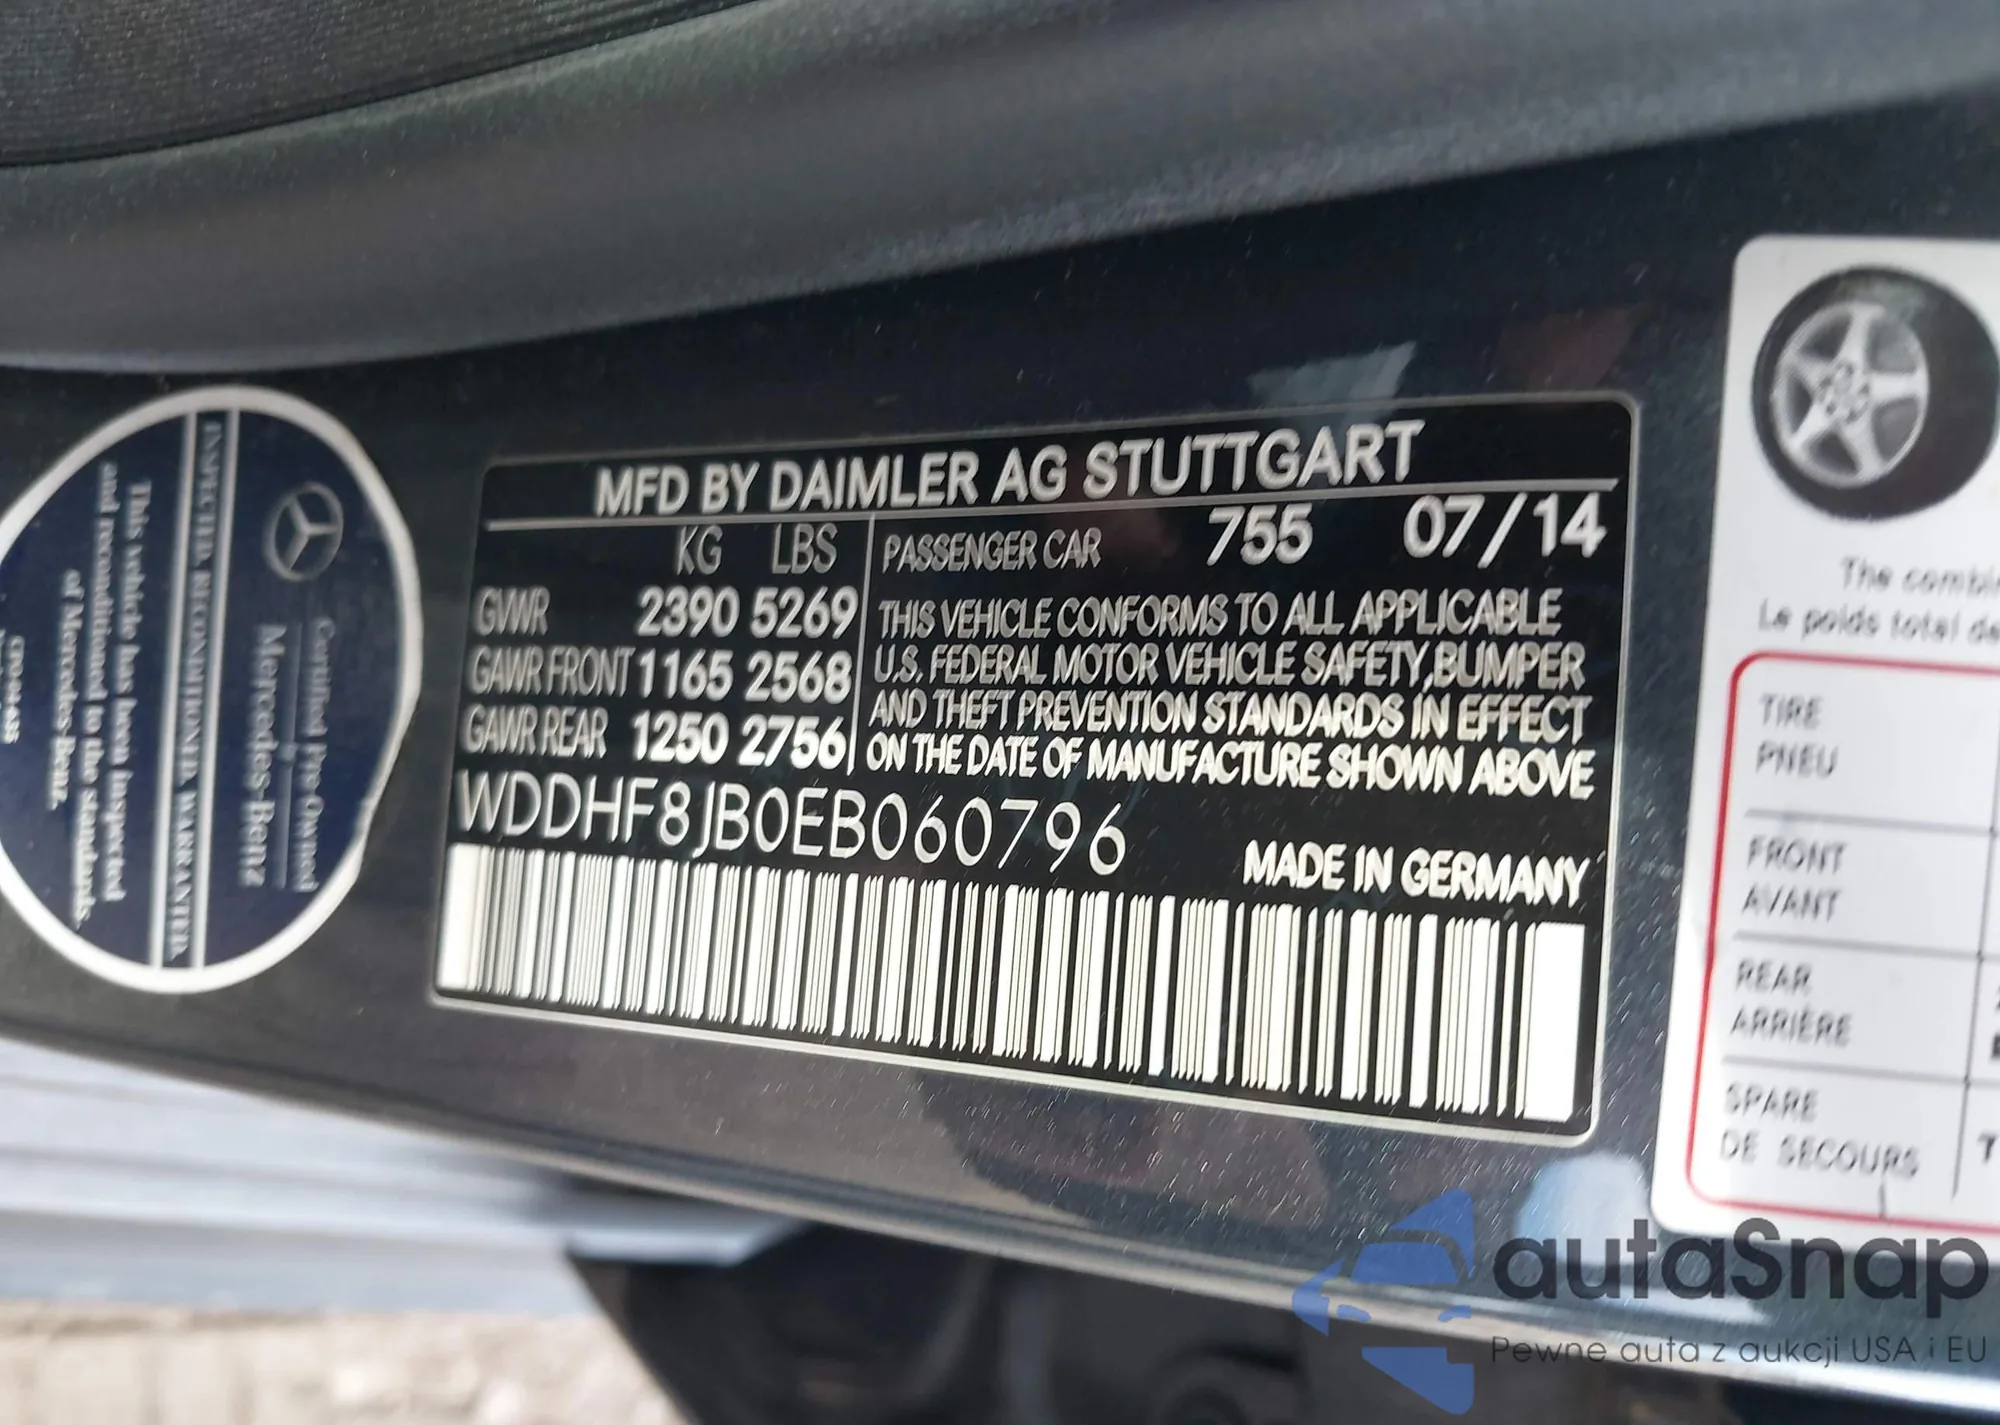 MFD BY DAIMLER AG STUTTGART
KG LBS
GVWR 2390 5269
GAWR FRONT 1165 2568
GAWR REAR 1250 2756
PASSENGER CAR 755 07/14
THIS VEHICLE CONFORMS TO ALL APPLICABLE
U.S. FEDERAL MOTOR VEHICLE SAFETY,BUMPER
AND THEFT PREVENTION STANDARDS IN EFFECT
ON THE DATE OF MANUFACTURE SHOWN ABOVE
WDDHF8JB0EB060796
MADE IN GERMANY
Certified Pre-Owned
Mercedes-Benz
INSPECTED RECONDITIONED WARRANTED
This vehicle has been inspected
and reconditioned to the standards
of Mercedes-Benz.
The combi
Le poids total de
TIRE
PNEU
FRONT
AVANT
REAR
ARRIÈRE
SPARE
DE SECOURS
T
autaSnap
Pewne auta z aukcji USA i EU